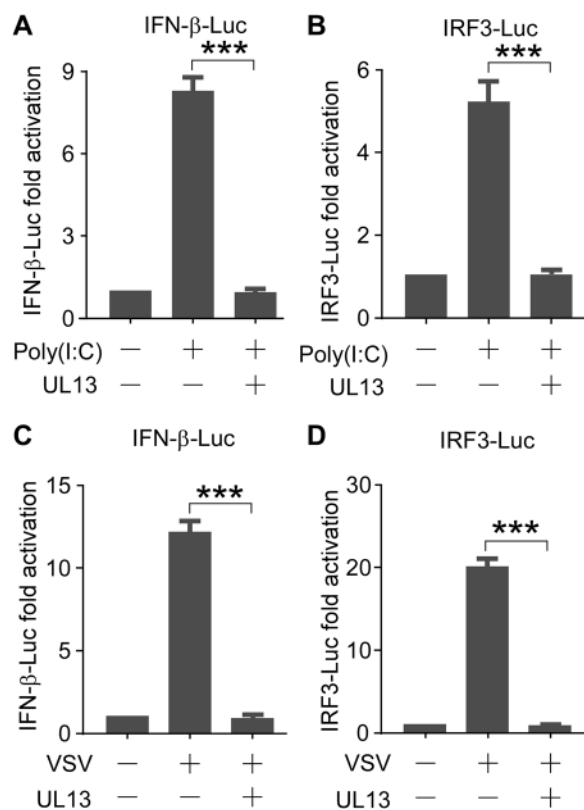 A
IFN-β-Luc
***
IFN-β-Luc fold activation
9
6
3
0
Poly(I:C) — + +
UL13 — — +
B
IRF3-Luc
***
IRF3-Luc fold activation
6
4
2
0
Poly(I:C) — + +
UL13 — — +
C
IFN-β-Luc
***
IFN-β-Luc fold activation
15
10
5
0
VSV — + +
UL13 — — +
D
IRF3-Luc
***
IRF3-Luc fold activation
30
20
10
0
VSV — + +
UL13 — — +